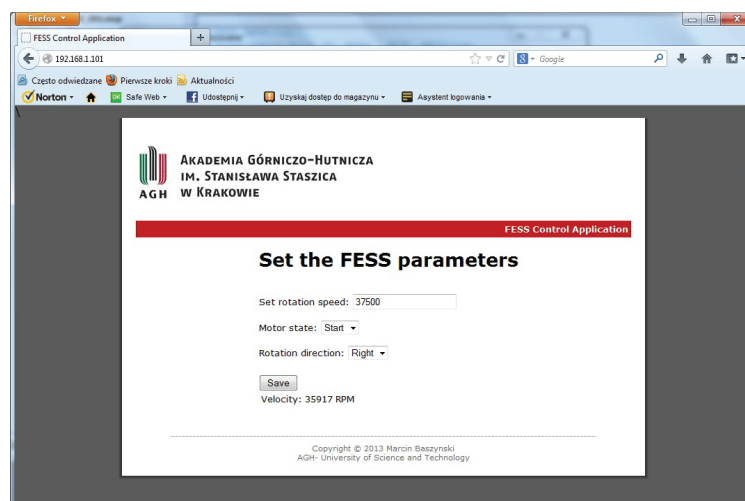 Firefox
FESS Control Application
192.168.1.101
Google
Często odwiedzane Pierwsze kroki Aktualności
Norton Safe Web Udostępnij Uzyskaj dostęp do magazynu Asystent logowania
\
AGH
AKADEMIA GÓRNICZO-HUTNICZA
IM. STANISŁAWA STASZICA
W KRAKOWIE
FESS Control Application
Set the FESS parameters
Set rotation speed: 37500
Motor state: Start
Rotation direction: Right
Save
Velocity: 35917 RPM
Copyright © 2013 Marcin Baszynski
AGH- University of Science and Technology